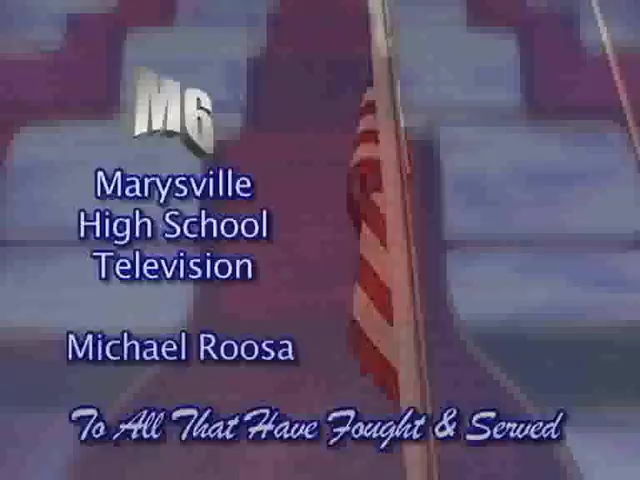 M6
Marysville
High School
Television
Michael Roosa
To All That Have Fought & Served